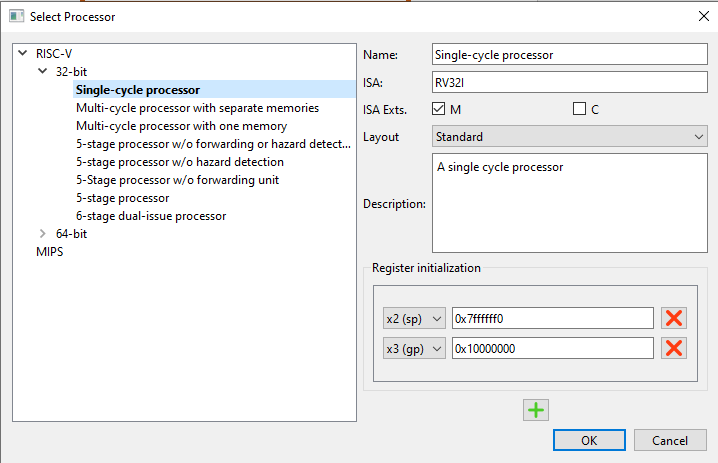 Select Processor
RISC-V
32-bit
Single-cycle processor
Multi-cycle processor with separate memories
Multi-cycle processor with one memory
5-stage processor w/o forwarding or hazard detect...
5-stage processor w/o hazard detection
5-Stage processor w/o forwarding unit
5-stage processor
6-stage dual-issue processor
64-bit
MIPS
Name: Single-cycle processor
ISA: RV32I
ISA Exts. M C
Layout Standard
Description: A single cycle processor
Register initialization
x2 (sp) 0x7ffffff0
x3 (gp) 0x10000000
OK Cancel